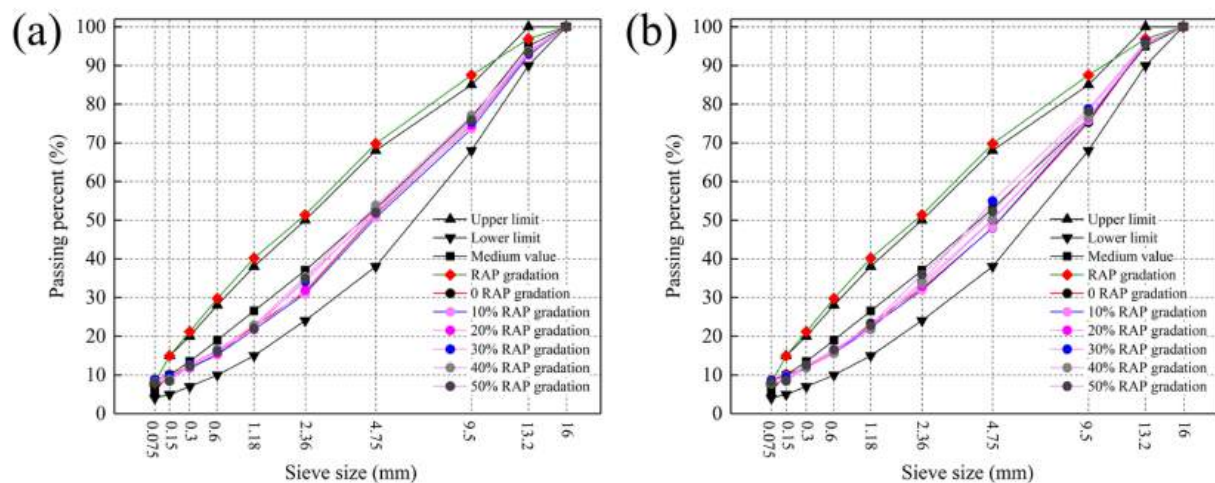 (a)
100
90
80
70
60
50
40
30
20
10
0
Passing percent (%)
Upper limit
Lower limit
Medium value
RAP gradation
0 RAP gradation
10% RAP gradation
20% RAP gradation
30% RAP gradation
40% RAP gradation
50% RAP gradation
0.075
0.15
0.3
0.6
1.18
2.36
4.75
9.5
13.2
16
Sieve size (mm)
(b)
100
90
80
70
60
50
40
30
20
10
0
Passing percent (%)
Upper limit
Lower limit
Medium value
RAP gradation
0 RAP gradation
10% RAP gradation
20% RAP gradation
30% RAP gradation
40% RAP gradation
50% RAP gradation
0.075
0.15
0.3
0.6
1.18
2.36
4.75
9.5
13.2
16
Sieve size (mm)